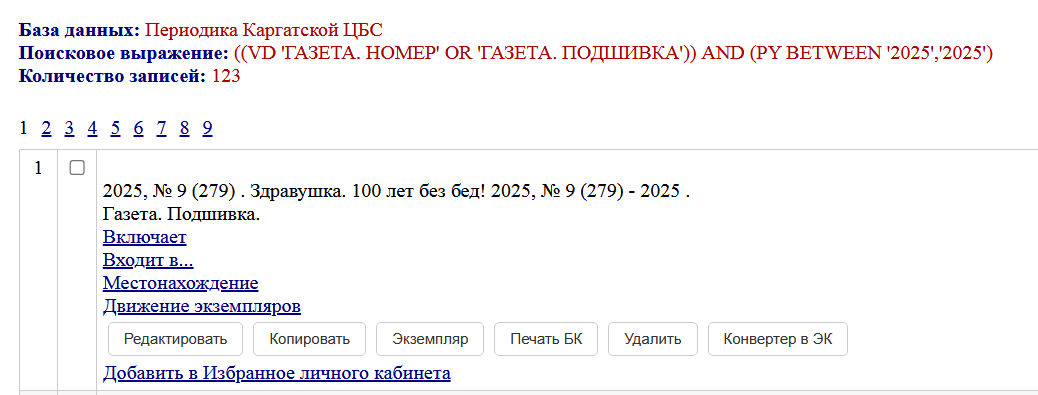 База данных: Периодика Каргатской ЦБС
Поисковое выражение: ((VD 'ГАЗЕТА. НОМЕР' OR 'ГАЗЕТА. ПОДШИВКА')) AND (PY BETWEEN '2025','2025')
Количество записей: 123
1 2 3 4 5 6 7 8 9
1
2025, № 9 (279) . Здравушка. 100 лет без бед! 2025, № 9 (279) - 2025 .
Газета. Подшивка.
Включает
Входит в...
Местонахождение
Движение экземпляров
Редактировать Копировать Экземпляр Печать БК Удалить Конвертер в ЭК
Добавить в Избранное личного кабинета